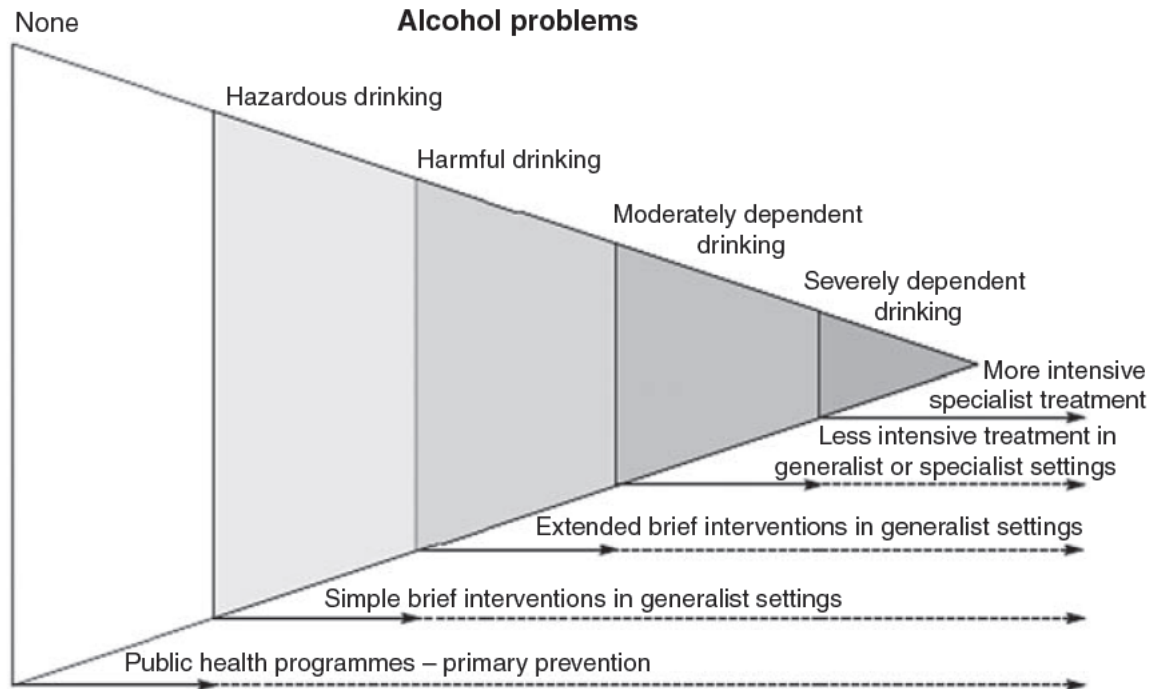 None
Alcohol problems
Hazardous drinking
Harmful drinking
Moderately dependent
drinking
Severely dependent
drinking
More intensive
specialist treatment
Less intensive treatment in
generalist or specialist settings
Extended brief interventions in generalist settings
Simple brief interventions in generalist settings
Public health programmes – primary prevention